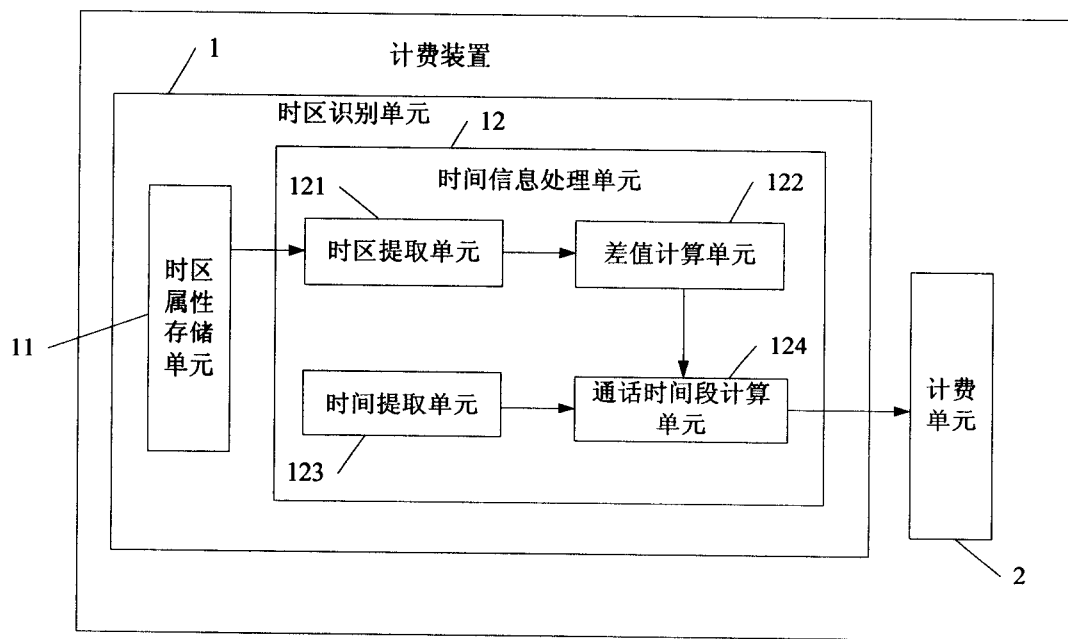 计费装置
1
时区识别单元
12
时间信息处理单元
121
122
时区提取单元
差值计算单元
时区
属性
存储
单元
11
124
时间提取单元
通话时间段计算
单元
123
计费
单元
2